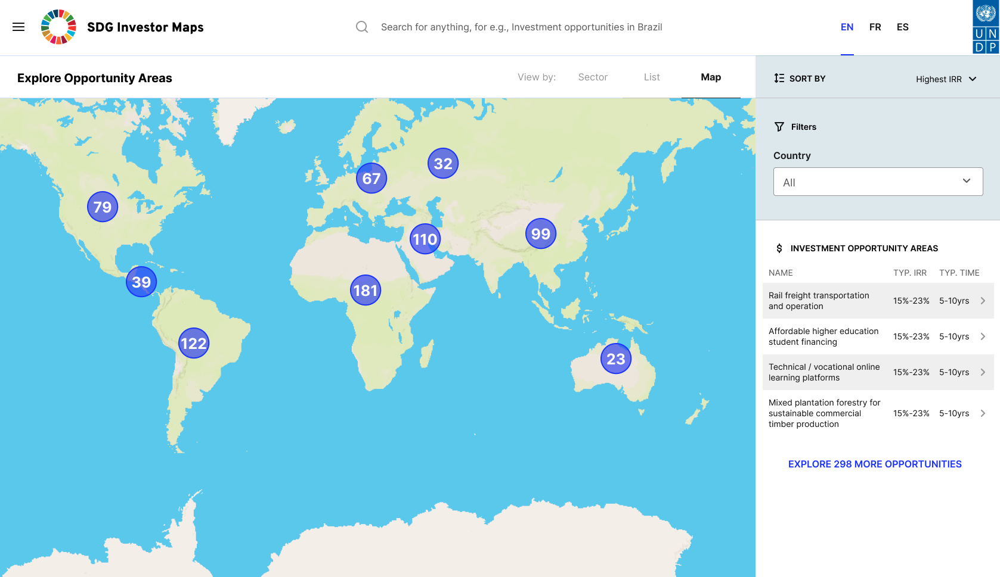 SDG Investor Maps
Search for anything, for e.g., Investment opportunities in Brazil
EN FR ES
U N
D P
Explore Opportunity Areas
View by: Sector List Map
32
67
79
99
110
39
181
122
23
SORT BY
Highest IRR
Filters
Country
All
$ INVESTMENT OPPORTUNITY AREAS
NAME TYP. IRR TYP. TIME
Rail freight transportation
and operation
15%-23% 5-10yrs
Affordable higher education
student financing
15%-23% 5-10yrs
Technical / vocational online
learning platforms
15%-23% 5-10yrs
Mixed plantation forestry for
sustainable commercial
timber production
15%-23% 5-10yrs
EXPLORE 298 MORE OPPORTUNITIES